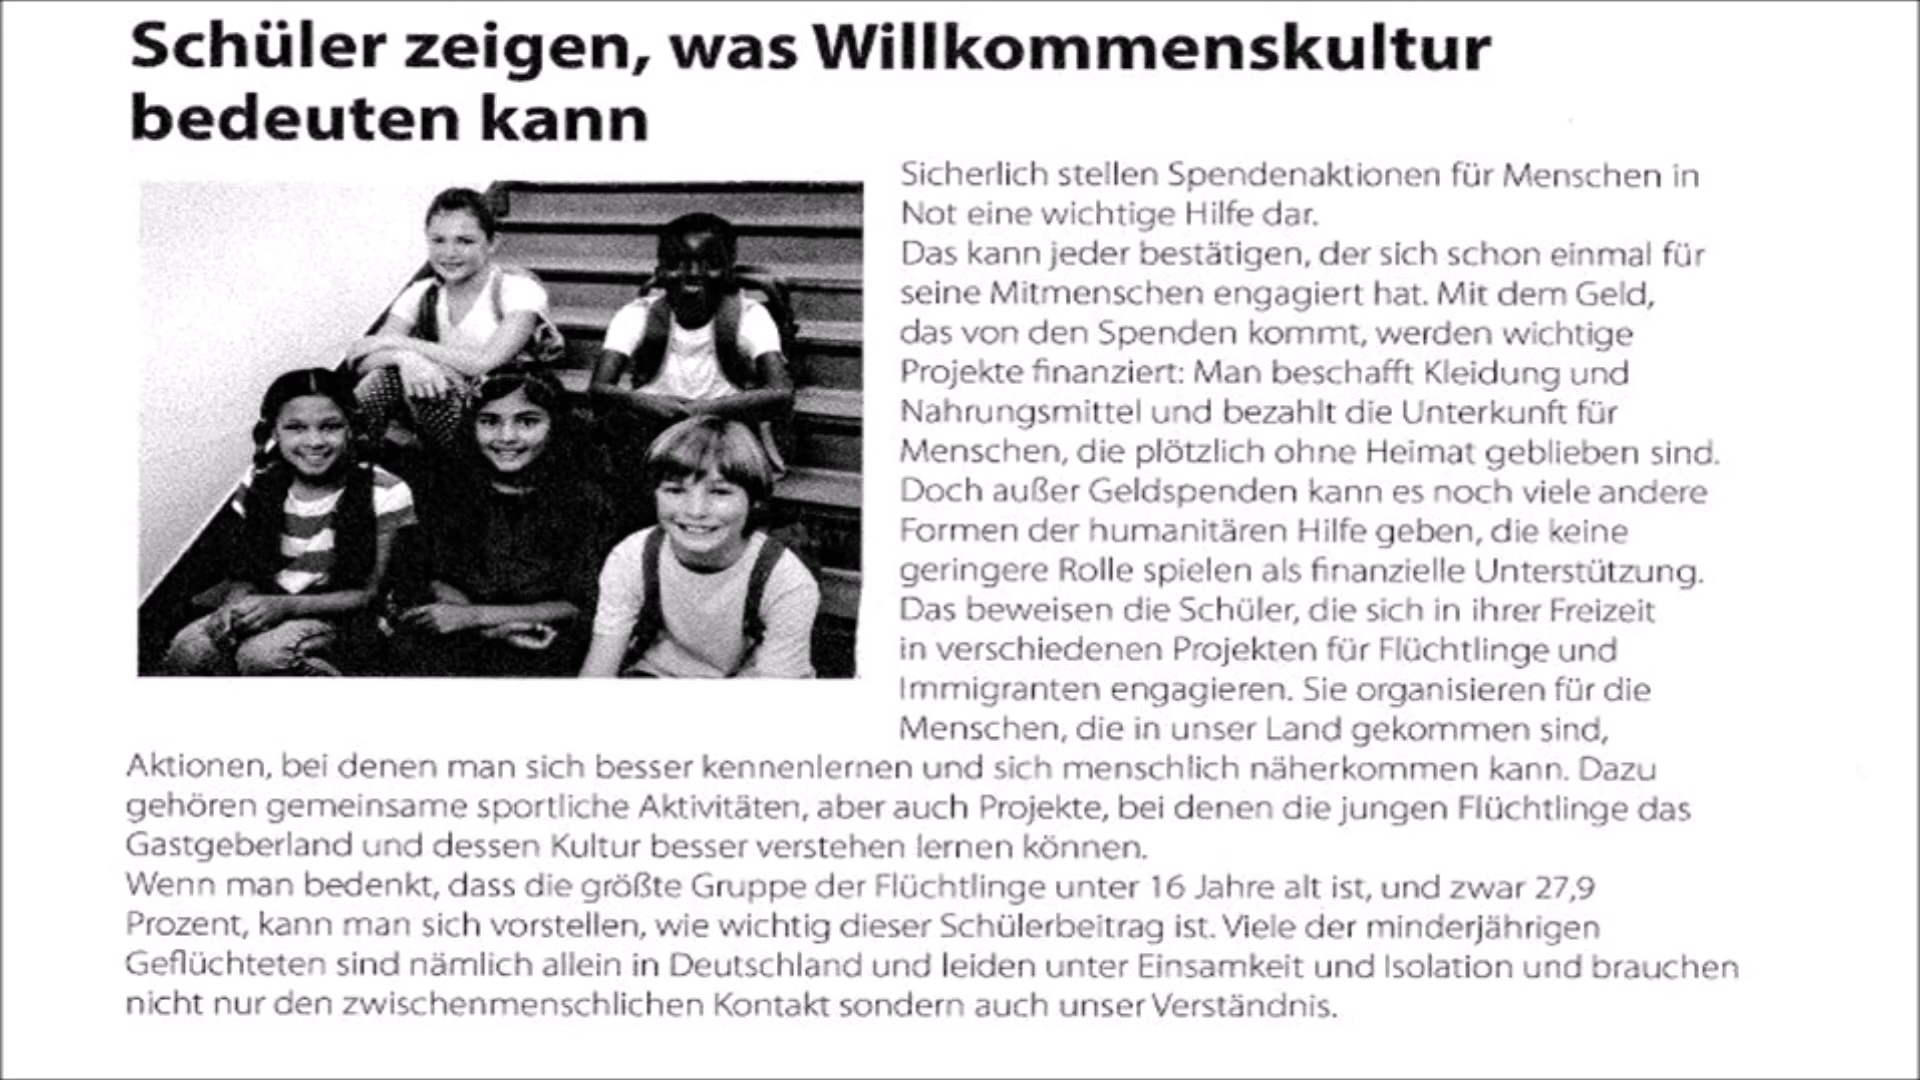 Schüler zeigen, was Willkommenskultur
bedeuten kann
Sicherlich stellen Spendenaktionen für Menschen in
Not eine wichtige Hilfe dar.
Das kann jeder bestätigen, der sich schon einmal für
seine Mitmenschen engagiert hat. Mit dem Geld,
das von den Spenden kommt, werden wichtige
Projekte finanziert: Man beschafft Kleidung und
Nahrungsmittel und bezahlt die Unterkunft für
Menschen, die plötzlich ohne Heimat geblieben sind.
Doch außer Geldspenden kann es noch viele andere
Formen der humanitären Hilfe geben, die keine
geringere Rolle spielen als finanzielle Unterstützung.
Das beweisen die Schüler, die sich in ihrer Freizeit
in verschiedenen Projekten für Flüchtlinge und
Immigranten engagieren. Sie organisieren für die
Menschen, die in unser Land gekommen sind,
Aktionen, bei denen man sich besser kennenlernen und sich menschlich näherkommen kann. Dazu
gehören gemeinsame sportliche Aktivitäten, aber auch Projekte, bei denen die jungen Flüchtlinge das
Gastgeberland und dessen Kultur besser verstehen lernen können.
Wenn man bedenkt, dass die größte Gruppe der Flüchtlinge unter 16 Jahre alt ist, und zwar 27,9
Prozent, kann man sich vorstellen, wie wichtig dieser Schülerbeitrag ist. Viele der minderjährigen
Geflüchteten sind nämlich allein in Deutschland und leiden unter Einsamkeit und Isolation und brauchen
nicht nur den zwischenmenschlichen Kontakt sondern auch unser Verständnis.